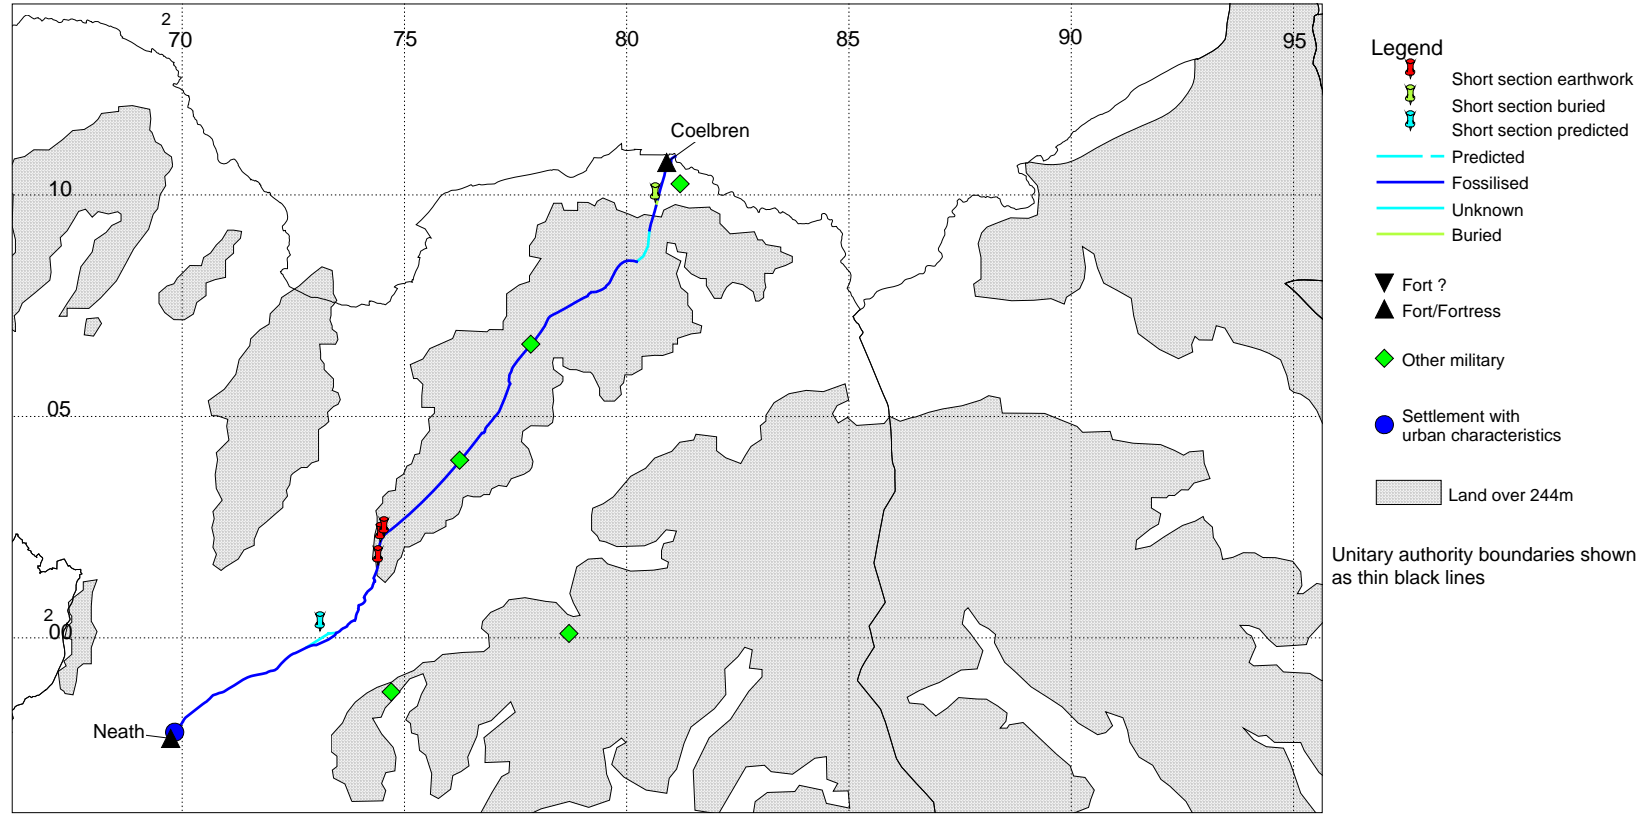 2
70
75
80
85
90
95
Coelbren
10
05
2
00
Neath
Legend
Short section earthwork
Short section buried
Short section predicted
Predicted
Fossilised
Unknown
Buried
Fort ?
Fort/Fortress
Other military
Settlement with
urban characteristics
Land over 244m
Unitary authority boundaries shown
as thin black lines